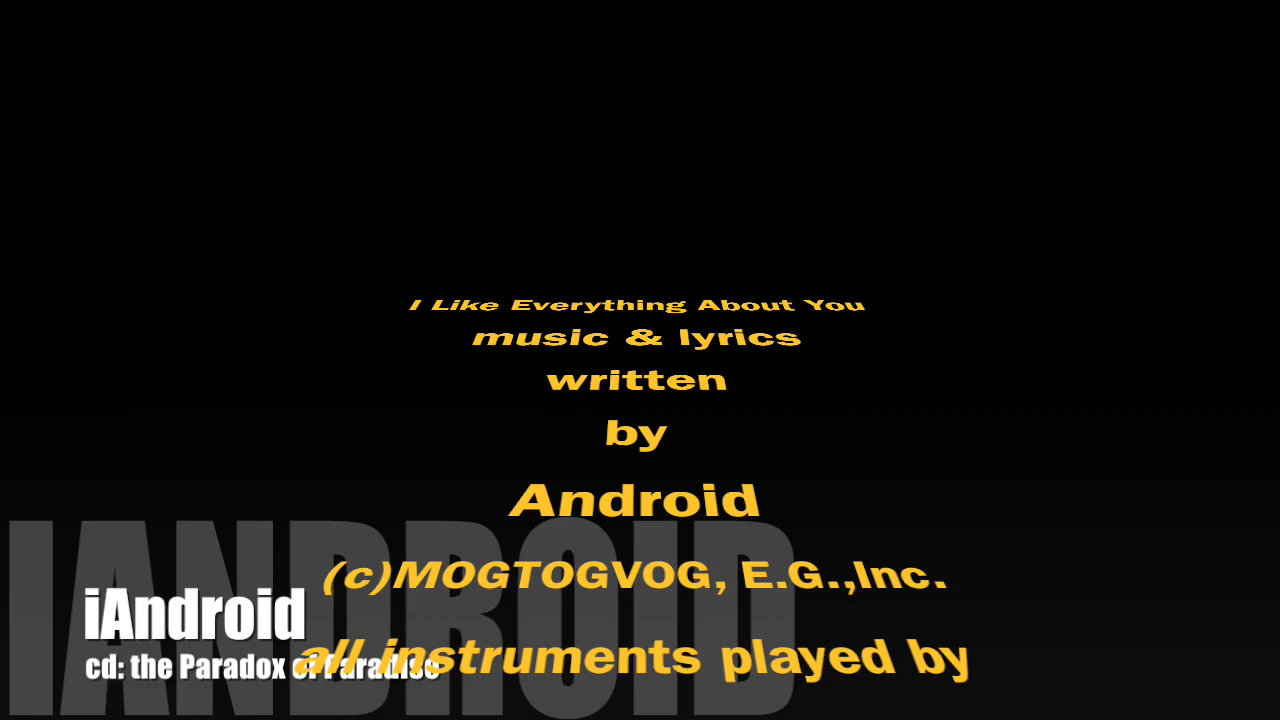 I Like Everything About You
music & lyrics
written
by
Android
(c)MOGTOGVOG, E.G.,Inc.
all instruments played by
IANDROID
iAndroid
cd: the Paradox of Paradise